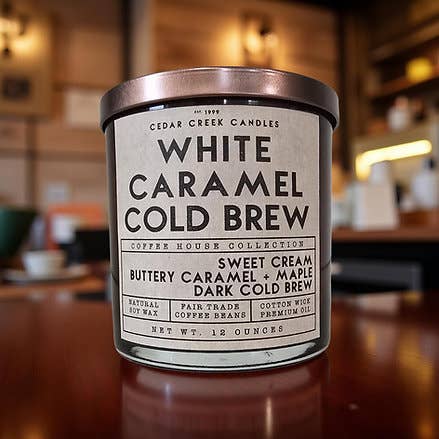 EST. 1999
CEDAR CREEK CANDLES
WHITE
CARAMEL
COLD BREW
COFFEE HOUSE COLLECTION
SWEET CREAM
BUTTERY CARAMEL + MAPLE
DARK COLD BREW
NATURAL
SOY WAX
FAIR TRADE
COFFEE BEANS
COTTON WICK
PREMIUM OIL
NET WT. 12 OUNCES